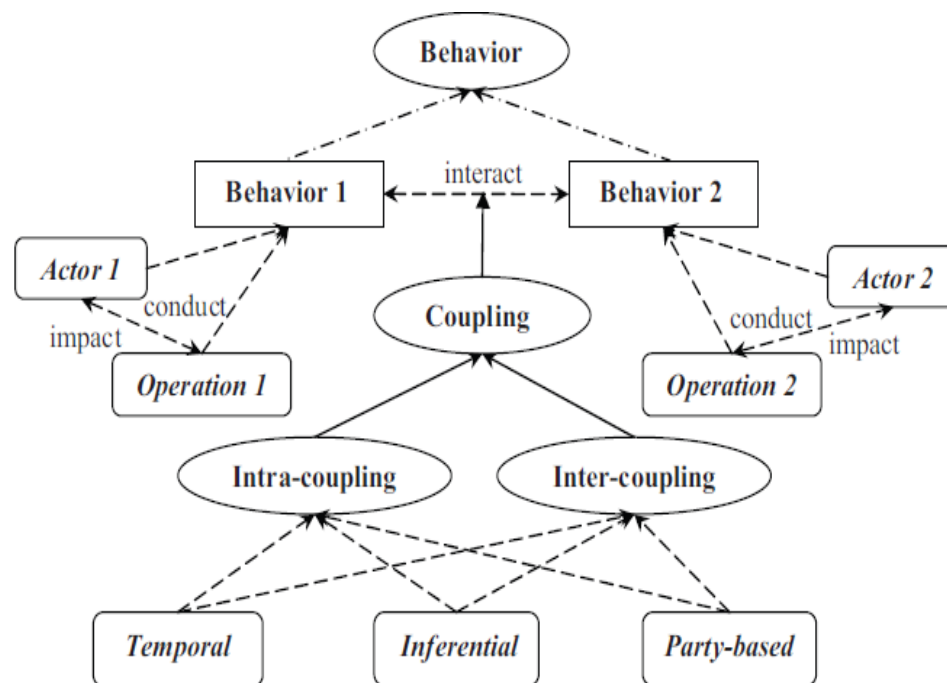 Behavior
interact
Behavior 1
Behavior 2
Actor 1
Actor 2
conduct
Coupling
conduct
impact
impact
Operation 1
Operation 2
Intra-coupling
Inter-coupling
Temporal
Inferential
Party-based